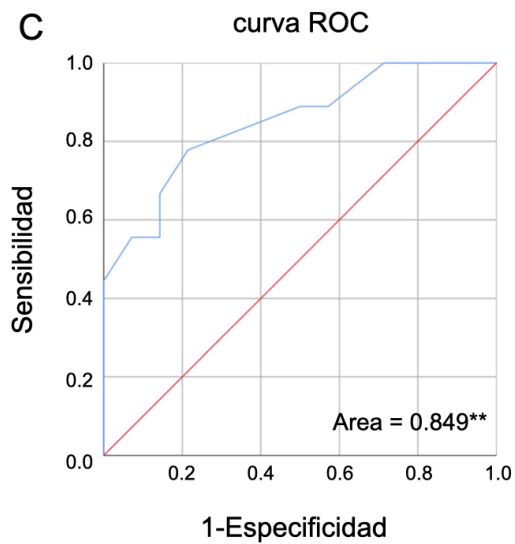 C
curva ROC
Sensibilidad
1.0
0.8
0.6
0.4
0.2
0.0
Area = 0.849**
0.2 0.4 0.6 0.8 1.0
1-Especificidad